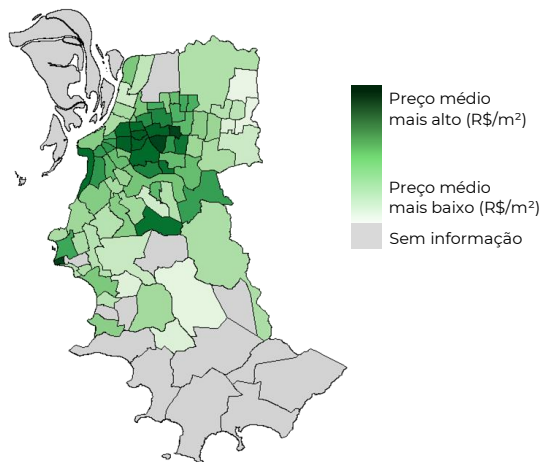 Preço médio
mais alto (R$/m²)
Preço médio
mais baixo (R$/m²)
Sem informação